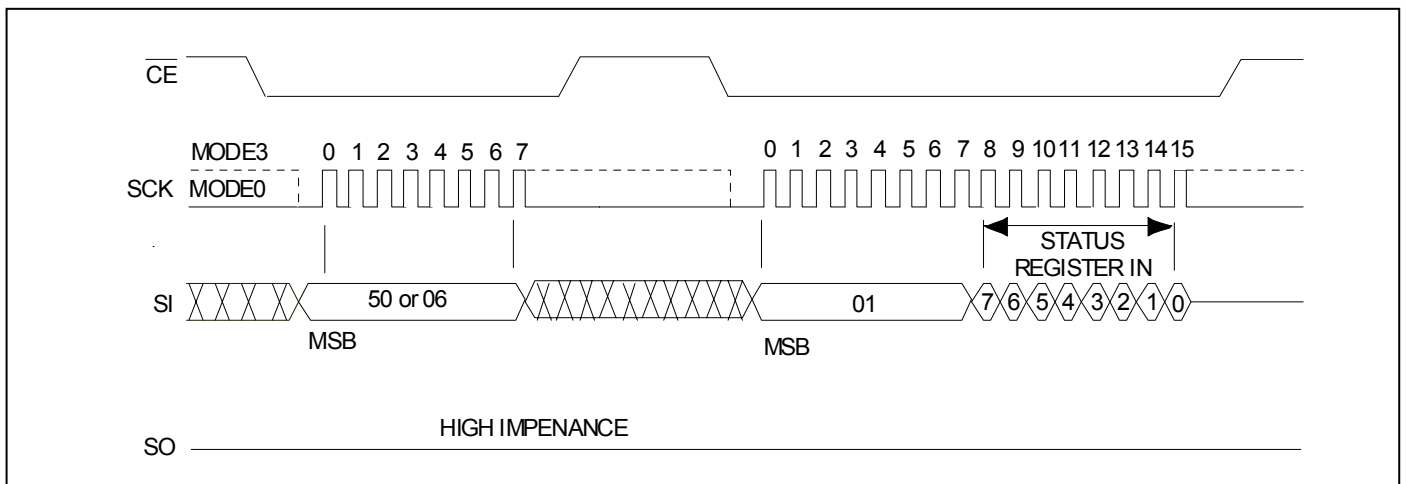 CE
MODE3 0 1 2 3 4 5 6 7 0 1 2 3 4 5 6 7 8 9 10 11 12 13 14 15
SCK MODE0
STATUS
REGISTER IN
SI 50 or 06 01 7 6 5 4 3 2 1 0
MSB MSB
HIGH IMPENANCE
SO